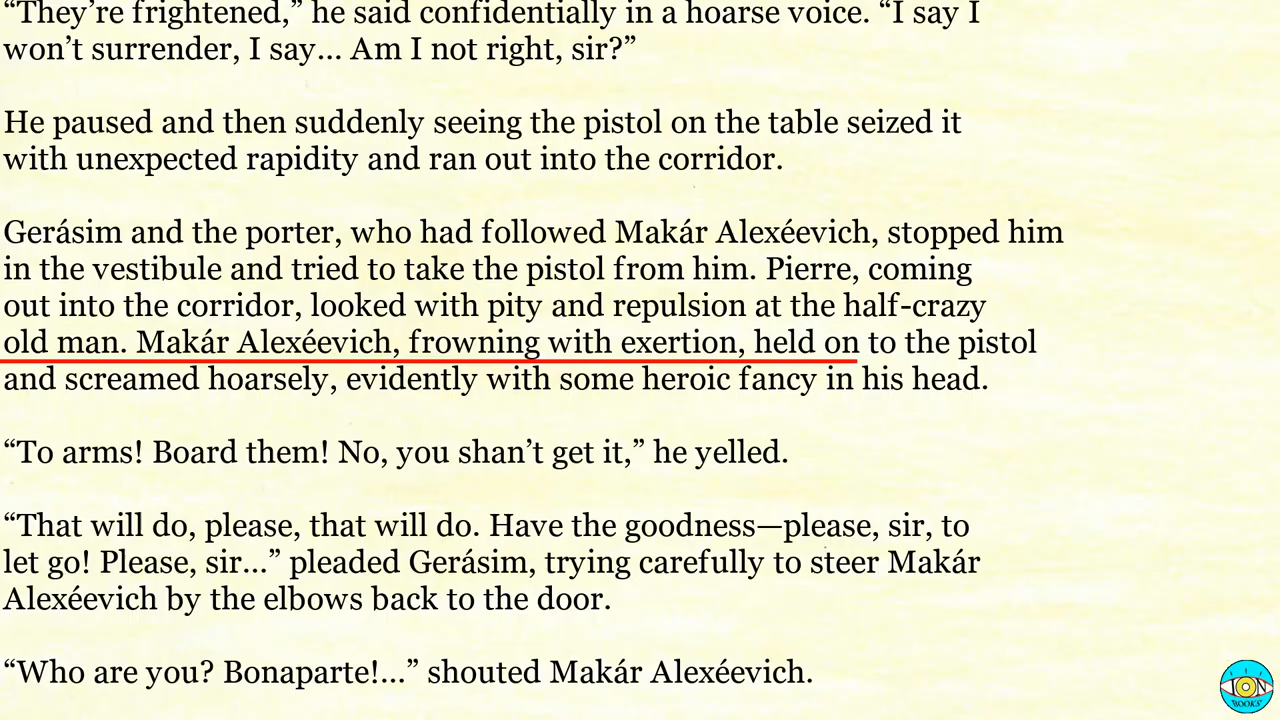 “They’re frightened,” he said confidentially in a hoarse voice. “I say I
won’t surrender, I say... Am I not right, sir?”
He paused and then suddenly seeing the pistol on the table seized it
with unexpected rapidity and ran out into the corridor.
Gerásim and the porter, who had followed Makár Alexéevich, stopped him
in the vestibule and tried to take the pistol from him. Pierre, coming
out into the corridor, looked with pity and repulsion at the half-crazy
old man. Makár Alexéevich, frowning with exertion, held on to the pistol
and screamed hoarsely, evidently with some heroic fancy in his head.
“To arms! Board them! No, you shan’t get it,” he yelled.
“That will do, please, that will do. Have the goodness—please, sir, to
let go! Please, sir...” pleaded Gerásim, trying carefully to steer Makár
Alexéevich by the elbows back to the door.
“Who are you? Bonaparte!...” shouted Makár Alexéevich.
ION
BOOKS